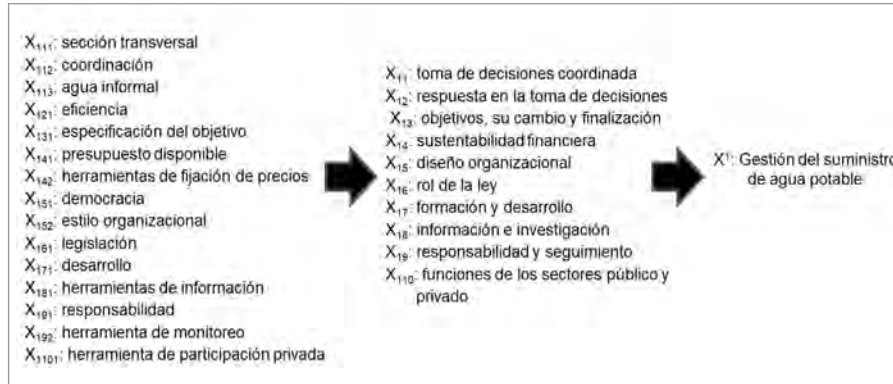 X₁₁₁: sección transversal
X₁₁₂: coordinación
X₁₁₃: agua informal
X₁₂₁: eficiencia
X₁₃₁: especificación del objetivo
X₁₄₁: presupuesto disponible
X₁₄₂: herramientas de fijación de precios
X₁₅₁: democracia
X₁₅₂: estilo organizacional
X₁₆₁: legislación
X₁₇₁: desarrollo
X₁₈₁: herramientas de información
X₁₉₁: responsabilidad
X₁₉₂: herramienta de monitoreo
X₁₁₀₁: herramienta de participación privada
X₁₁: toma de decisiones coordinada
X₁₂: respuesta en la toma de decisiones
X₁₃: objetivos, su cambio y finalización
X₁₄: sustentabilidad financiera
X₁₅: diseño organizacional
X₁₆: rol de la ley
X₁₇: formación y desarrollo
X₁₈: información e investigación
X₁₉: responsabilidad y seguimiento
X₁₁₀: funciones de los sectores público y
privado
X¹: Gestión del suministro
de agua potable